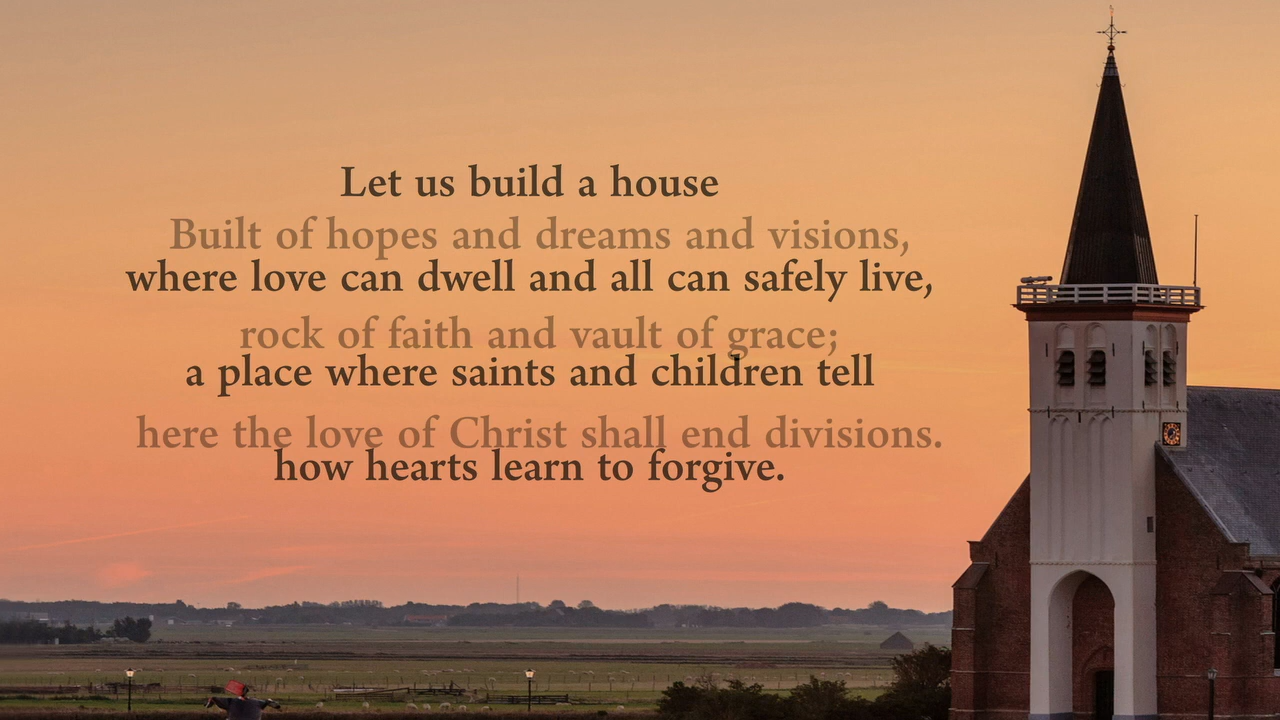 Let us build a house
Built of hopes and dreams and visions,
where love can dwell and all can safely live,
rock of faith and vault of grace;
a place where saints and children tell
here the love of Christ shall end divisions.
how hearts learn to forgive.